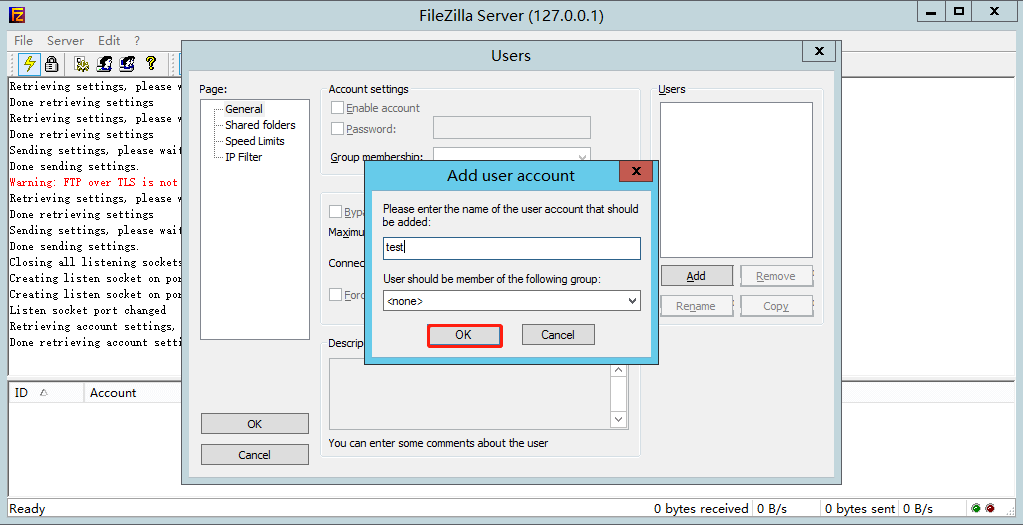 FileZilla Server (127.0.0.1)
File Server Edit ?
Users
Retrieving settings, please w
Done retrieving settings
Retrieving settings, please w
Done retrieving settings
Sending settings, please wait
Done sending settings.
Warning: FTP over TLS is not
Retrieving settings, please w
Done retrieving settings
Sending settings, please wait
Done sending settings.
Closing all listening sockets
Creating listen socket on por
Creating listen socket on por
Listen socket port changed
Retrieving account settings,
Done retrieving account setti
Page:
General
Shared folders
Speed Limits
IP Filter
OK
Cancel
Account settings
Enable account
Password:
Group membership:
Bypa
Maximu
Connec
Forc
Descrip
You can enter some comments about the user
Users
Add
Remove
Rename
Copy
Add user account
Please enter the name of the user account that should
be added:
test
User should be member of the following group:
<none>
OK
Cancel
ID
Account
Ready
0 bytes received
0 B/s
0 bytes sent
0 B/s